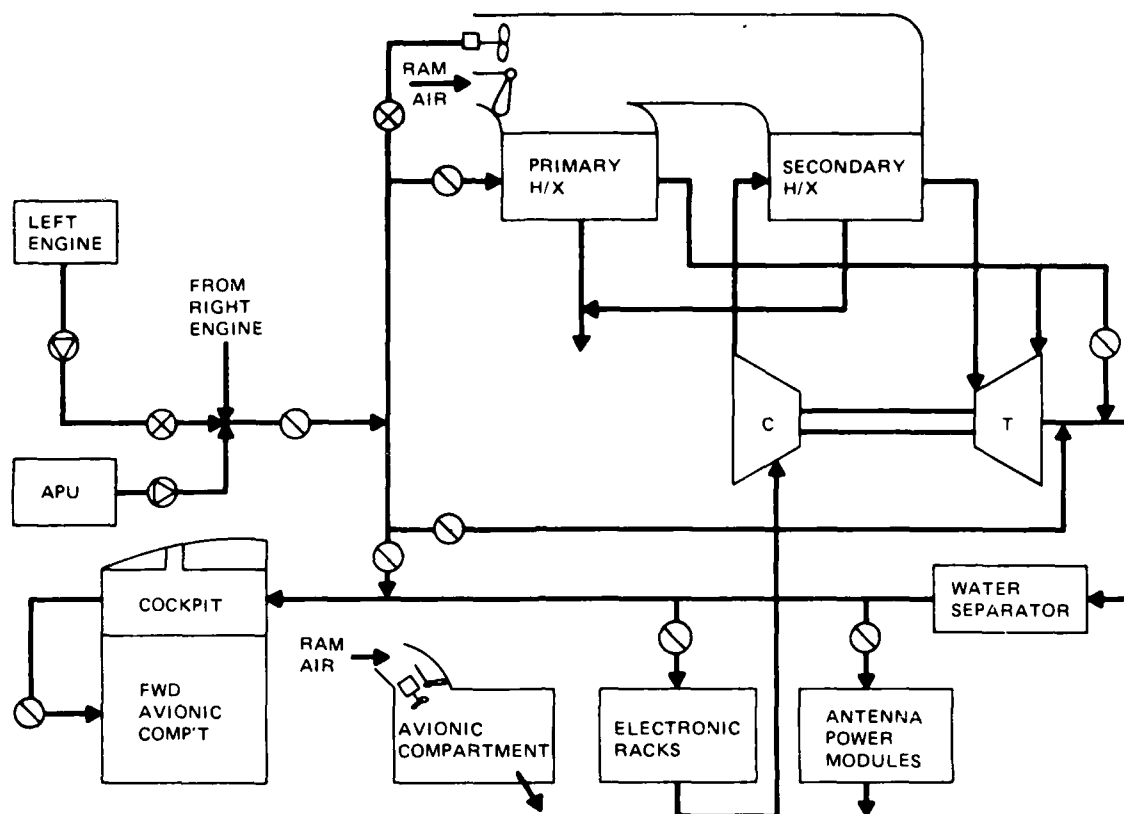 RAM
AIR
PRIMARY
H/X
SECONDARY
H/X
LEFT
ENGINE
FROM
RIGHT
ENGINE
C
T
APU
COCKPIT
WATER
SEPARATOR
RAM
AIR
FWD
AVIONIC
COMP'T
AVIONIC
COMPARTMENT
ELECTRONIC
RACKS
ANTENNA
POWER
MODULES